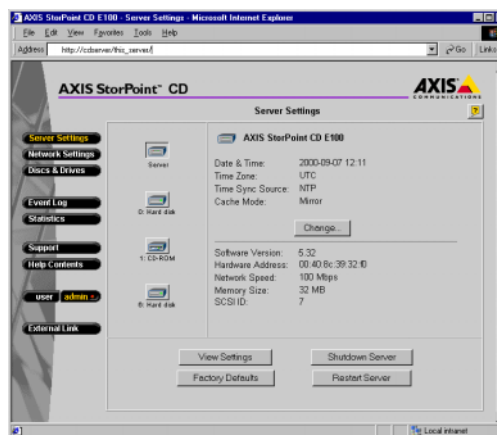 AXIS StorPoint CD E100 - Server Settings - Microsoft Internet Explorer
File Edit View Favorites Tools Help
Address http://cdserver/this_server/ Go Links
AXIS StorPoint™ CD
AXIS
COMMUNICATIONS
Server Settings
Server Settings
Network Settings
Discs & Drives
Event Log
Statistics
Support
Help Contents
user admin
External Link
Server
0: Hard disk
1: CD-ROM
6: Hard disk
AXIS StorPoint CD E100
Date & Time: 2000-09-07 12:11
Time Zone: UTC
Time Sync Source: NTP
Cache Mode: Mirror
Change...
Software Version: 5.32
Hardware Address: 00:40:8c:39:32:f0
Network Speed: 100 Mbps
Memory Size: 32 MB
SCSI ID: 7
View Settings Shutdown Server
Factory Defaults Restart Server
Local intranet